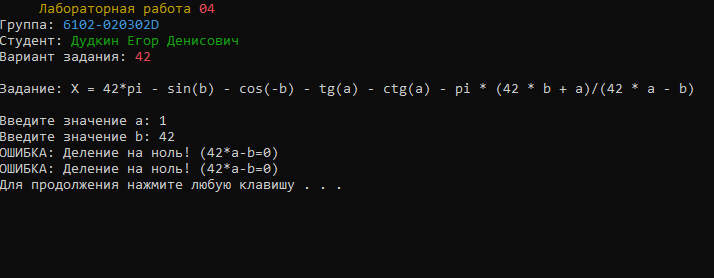 Лабораторная работа 04
Группа: 6102-020302D
Студент: Дудкин Егор Денисович
Вариант задания: 42
Задание: X = 42*pi - sin(b) - cos(-b) - tg(a) - ctg(a) - pi * (42 * b + a)/(42 * a - b)
Введите значение a: 1
Введите значение b: 42
ОШИБКА: Деление на ноль! (42*a-b=0)
ОШИБКА: Деление на ноль! (42*a-b=0)
Для продолжения нажмите любую клавишу . . .